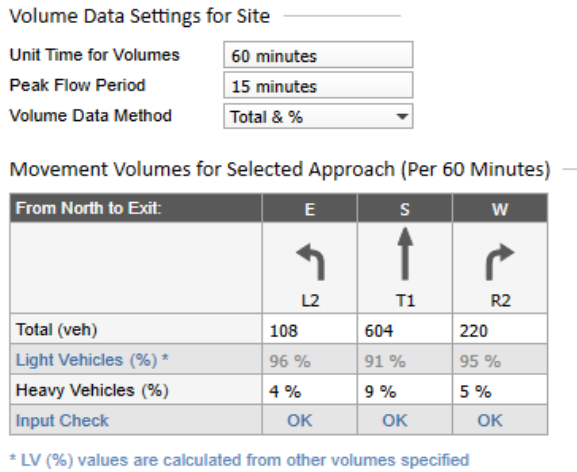 Volume Data Settings for Site
Unit Time for Volumes 60 minutes
Peak Flow Period 15 minutes
Volume Data Method Total & %
Movement Volumes for Selected Approach (Per 60 Minutes)
From North to Exit: E S W
L2 T1 R2
Total (veh) 108 604 220
Light Vehicles (%) * 96 % 91 % 95 %
Heavy Vehicles (%) 4 % 9 % 5 %
Input Check OK OK OK
* LV (%) values are calculated from other volumes specified